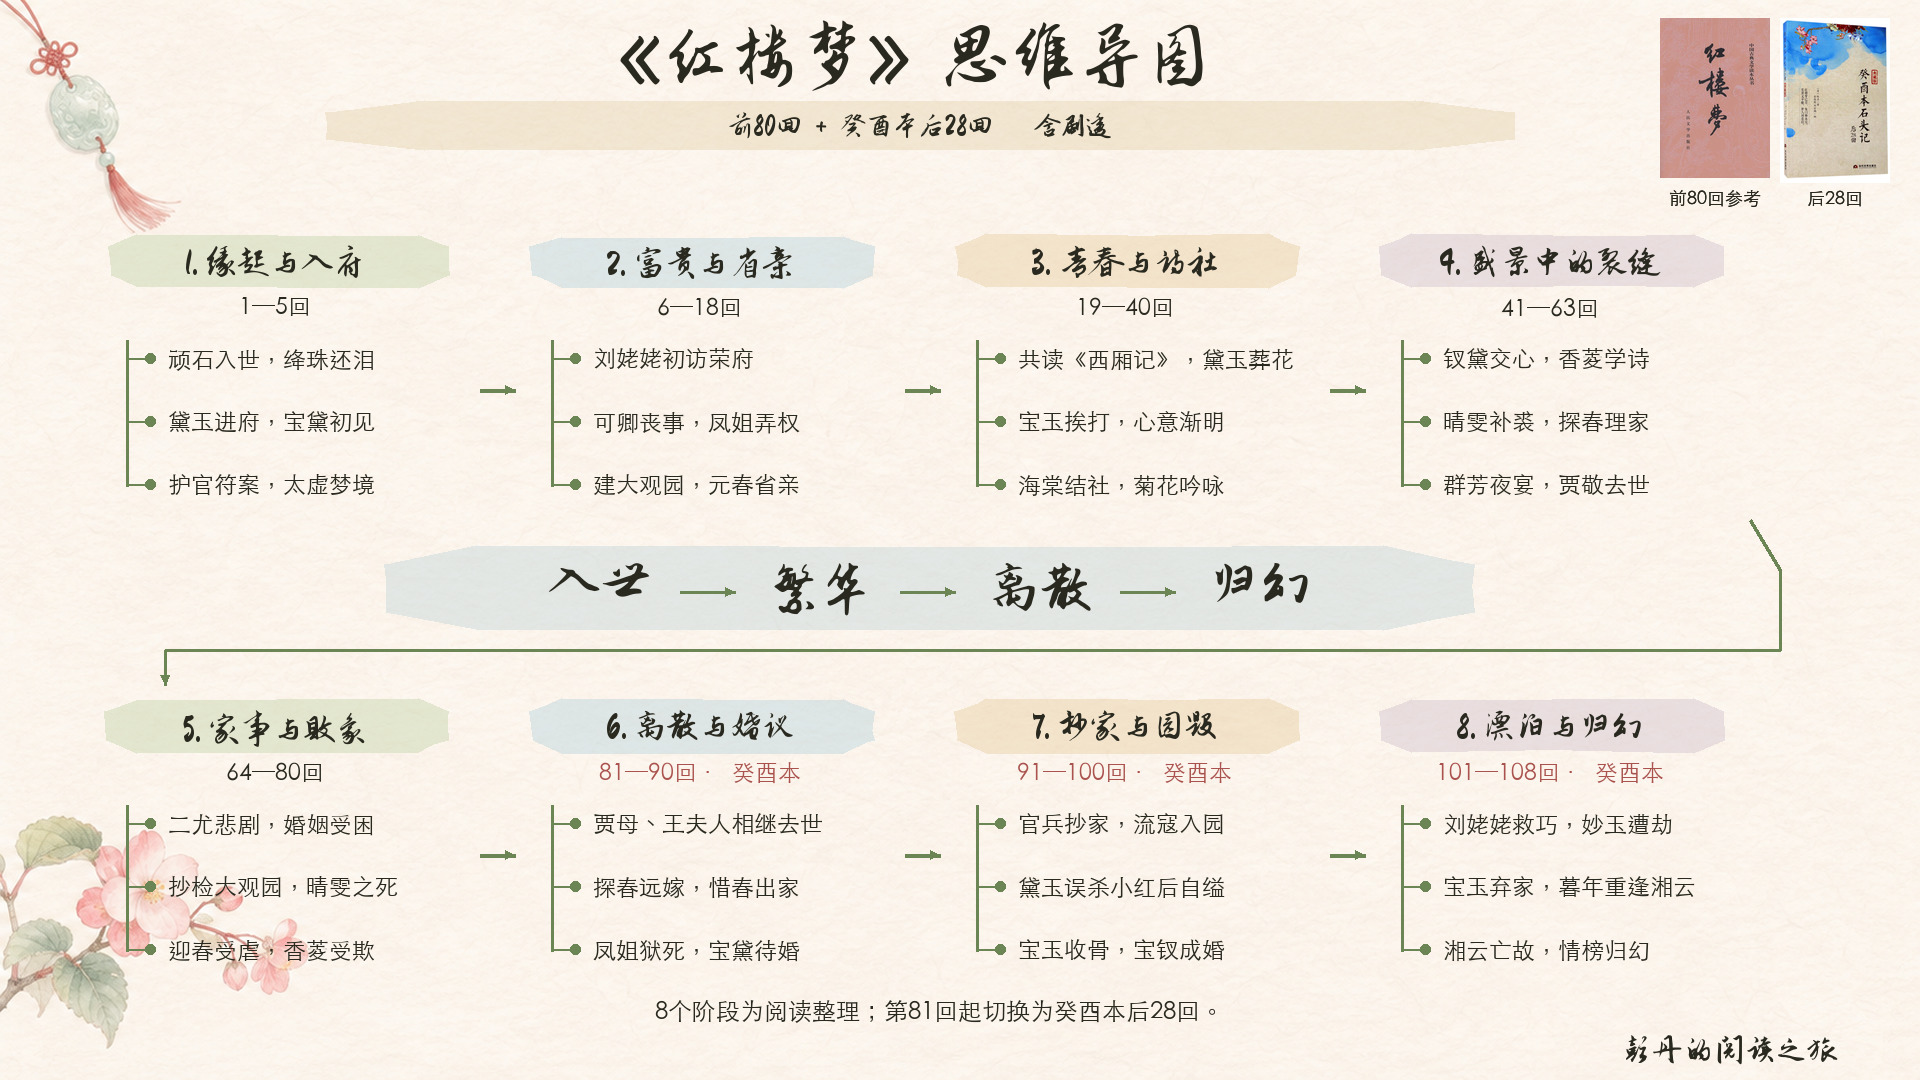 《红楼梦》 思维导图
前80回 + 癸酉本后28回 含剧透
红楼梦
癸酉本石头记
前80回参考
后28回
1. 缘起与入府
1—5回
顽石入世，绛珠还泪
黛玉进府，宝黛初见
护官符案，太虚梦境
2. 富贵与省亲
6—18回
刘姥姥初访荣府
可卿丧事，凤姐弄权
建大观园，元春省亲
3. 青春与诗社
19—40回
共读《西厢记》，黛玉葬花
宝玉挨打，心意渐明
海棠结社，菊花吟咏
4. 盛景中的裂缝
41—63回
钗黛交心，香菱学诗
晴雯补裘，探春理家
群芳夜宴，贾敬去世
入世 繁华 离散 归幻
5. 家事与败象
64—80回
二尤悲剧，婚姻受困
抄检大观园，晴雯之死
迎春受虐，香菱受欺
6. 离散与婚议
81—90回 · 癸酉本
贾母、王夫人相继去世
探春远嫁，惜春出家
凤姐狱死，宝黛待婚
7. 抄家与园毁
91—100回 · 癸酉本
官兵抄家，流寇入园
黛玉误杀小红后自缢
宝玉收骨，宝钗成婚
8. 漂泊与归幻
101—108回 · 癸酉本
刘姥姥救巧，妙玉遭劫
宝玉弃家，暮年重逢湘云
湘云亡故，情榜归幻
8个阶段为阅读整理；第81回起切换为癸酉本后28回。
彭丹的阅读之旅